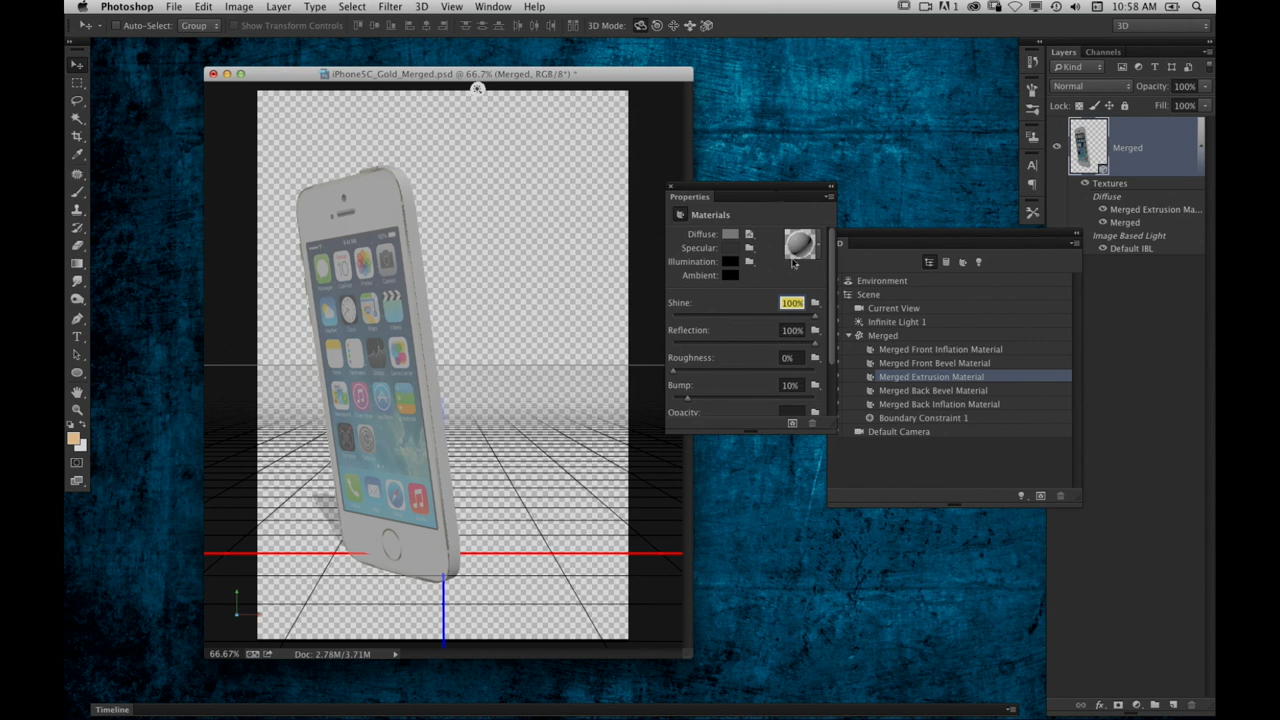 Photoshop File Edit Image Layer Type Select Filter 3D View Window Help
1 10:58 AM
Auto-Select: Group Show Transform Controls 3D Mode: 3D
iPhone5C_Gold_Merged.psd @ 66.7% (Merged, RGB/8*) *
Layers Channels
Kind
Normal Opacity: 100%
Lock: Fill: 100%
Merged
Textures
Diffuse
Merged Extrusion Ma...
Merged
Image Based Light
Default IBL
Properties
Materials
Diffuse:
Specular:
Illumination:
Ambient:
Shine: 100%
Reflection: 100%
Roughness: 0%
Bump: 10%
Opacity:
Environment
Scene
Current View
Infinite Light 1
Merged
Merged Front Inflation Material
Merged Front Bevel Material
Merged Extrusion Material
Merged Back Bevel Material
Merged Back Inflation Material
Boundary Constraint 1
Default Camera
66.67% Doc: 2.78M/3.71M
Timeline